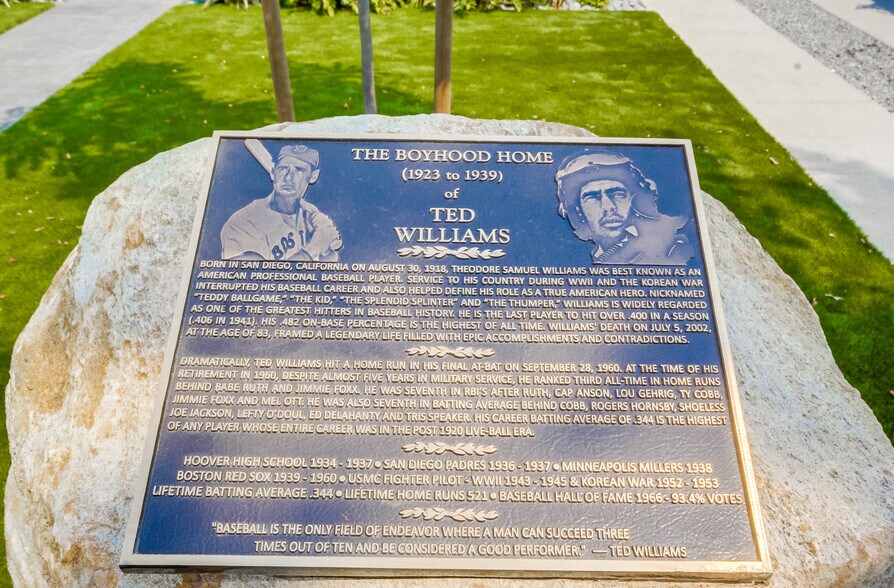 THE BOYHOOD HOME
(1923 to 1939)
of
TED
WILLIAMS
BOST
BORN IN SAN DIEGO, CALIFORNIA ON AUGUST 30, 1918, THEODORE SAMUEL WILLIAMS WAS BEST KNOWN AS AN
AMERICAN PROFESSIONAL BASEBALL PLAYER. SERVICE TO HIS COUNTRY DURING WWII AND THE KOREAN WAR
INTERRUPTED HIS BASEBALL CAREER AND ALSO HELPED DEFINE HIS ROLE AS A TRUE AMERICAN HERO. NICKNAMED
"TEDDY BALLGAME," "THE KID," "THE SPLENDID SPLINTER" AND "THE THUMPER," WILLIAMS IS WIDELY REGARDED
AS ONE OF THE GREATEST HITTERS IN BASEBALL HISTORY. HE IS THE LAST PLAYER TO HIT OVER .400 IN A SEASON
(.406 IN 1941). HIS .482 ON-BASE PERCENTAGE IS THE HIGHEST OF ALL TIME. WILLIAMS' DEATH ON JULY 5, 2002,
AT THE AGE OF 83, FRAMED A LEGENDARY LIFE FILLED WITH EPIC ACCOMPLISHMENTS AND CONTRADICTIONS.
DRAMATICALLY, TED WILLIAMS HIT A HOME RUN IN HIS FINAL AT-BAT ON SEPTEMBER 28, 1960. AT THE TIME OF HIS
RETIREMENT IN 1960, DESPITE ALMOST FIVE YEARS IN MILITARY SERVICE, HE RANKED THIRD ALL-TIME IN HOME RUNS
BEHIND BABE RUTH AND JIMMIE FOXX. HE WAS SEVENTH IN RBI'S AFTER RUTH, CAP ANSON, LOU GEHRIG, TY COBB,
JIMMIE FOXX AND MEL OTT. HE WAS ALSO SEVENTH IN BATTING AVERAGE BEHIND COBB, ROGERS HORNSBY, SHOELESS
JOE JACKSON, LEFTY O'DOUL, ED DELAHANTY AND TRIS SPEAKER. HIS CAREER BATTING AVERAGE OF .344 IS THE HIGHEST
OF ANY PLAYER WHOSE ENTIRE CAREER WAS IN THE POST 1920 LIVE-BALL ERA.
HOOVER HIGH SCHOOL 1934 - 1937 • SAN DIEGO PADRES 1936 - 1937 • MINNEAPOLIS MILLERS 1938
BOSTON RED SOX 1939 - 1960 • USMC FIGHTER PILOT - WWII 1943 - 1945 & KOREAN WAR 1952 - 1953
LIFETIME BATTING AVERAGE .344 • LIFETIME HOME RUNS 521 • BASEBALL HALL OF FAME 1966 - 93.4% VOTES
"BASEBALL IS THE ONLY FIELD OF ENDEAVOR WHERE A MAN CAN SUCCEED THREE
TIMES OUT OF TEN AND BE CONSIDERED A GOOD PERFORMER." — TED WILLIAMS